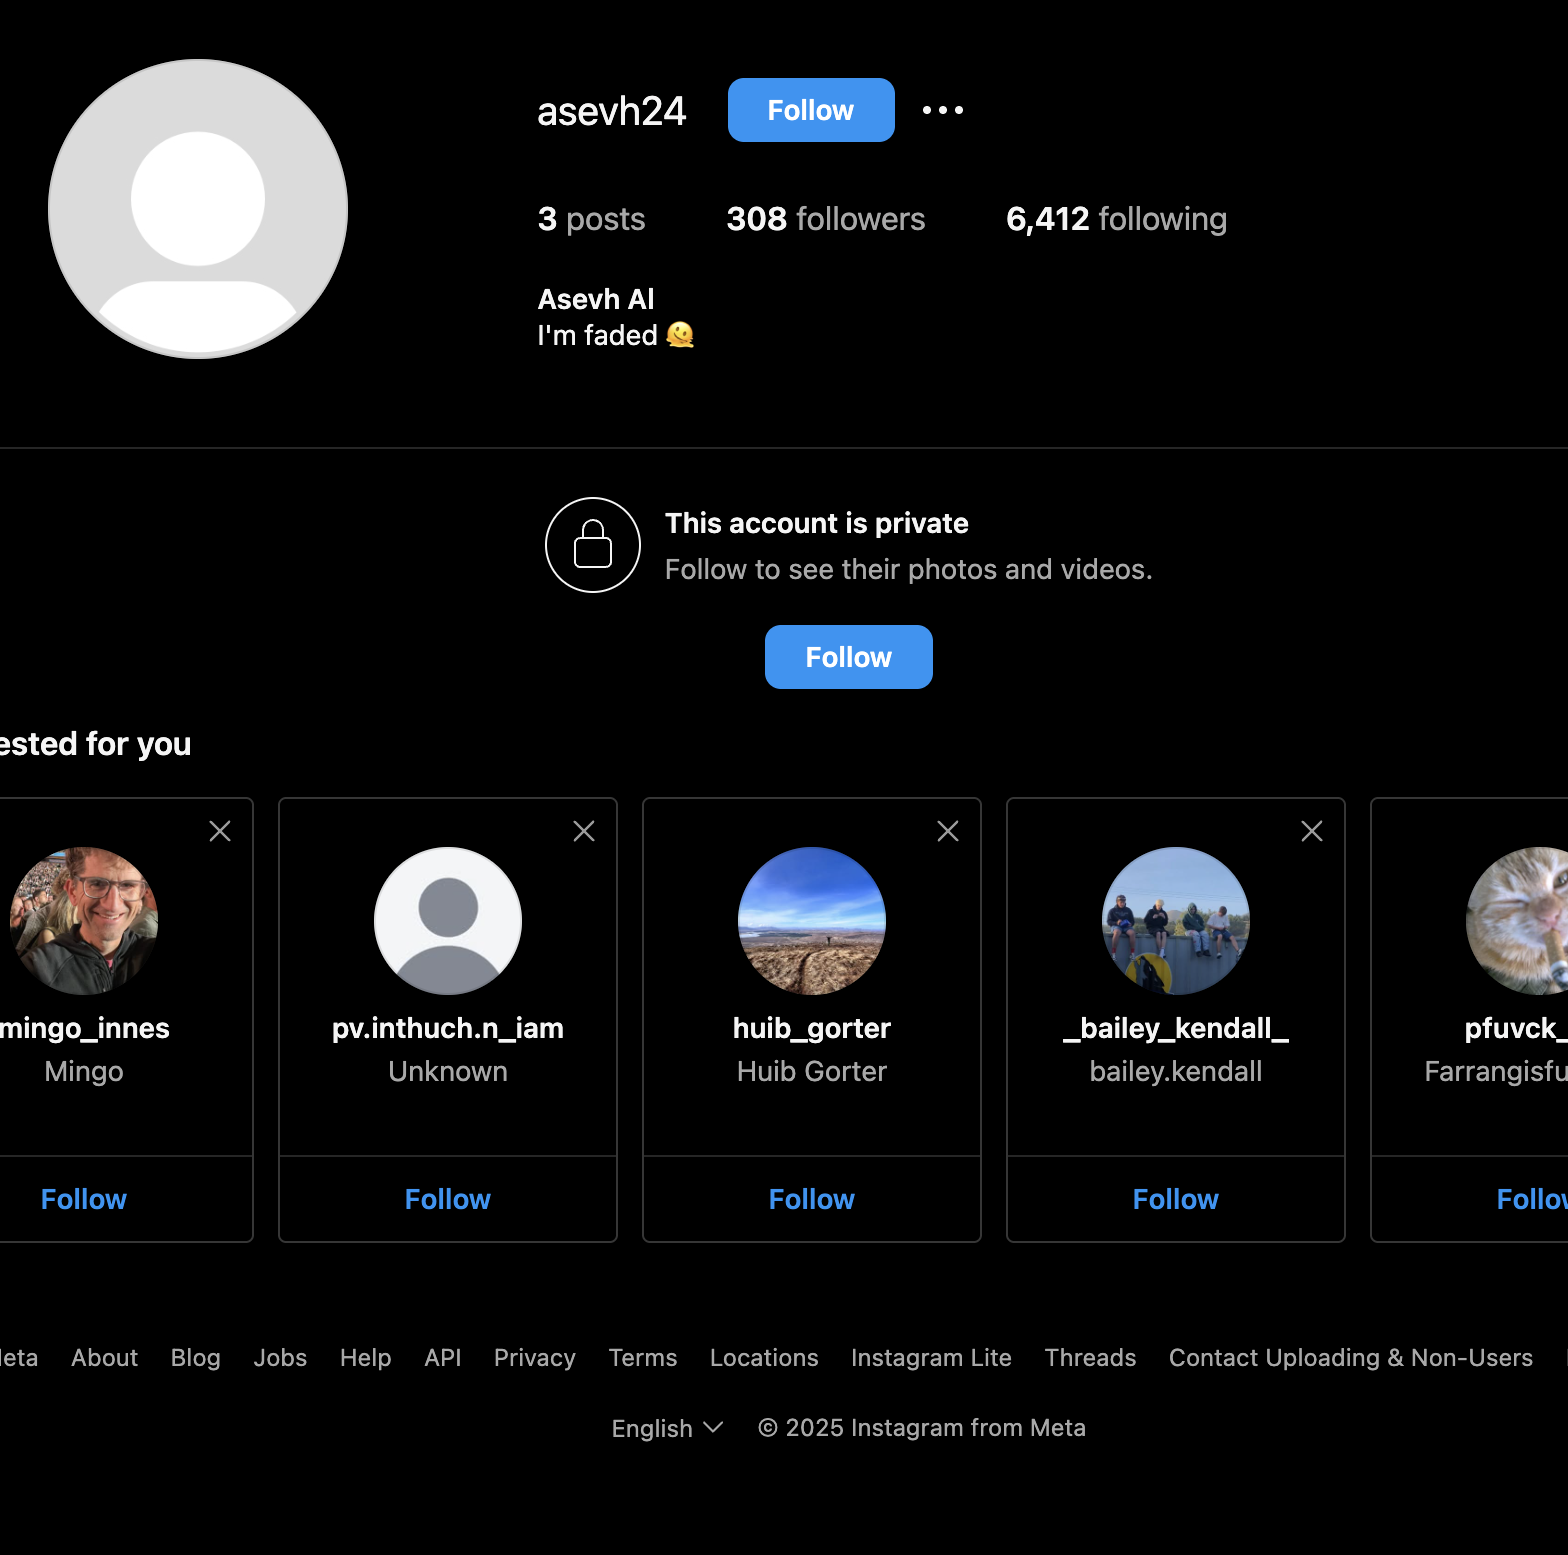 asevh24 Follow
3 posts 308 followers 6,412 following
Asevh Al
I'm faded 🫠
This account is private
Follow to see their photos and videos.
Follow
ested for you
mingo_innes
Mingo
Follow
pv.inthuch.n_iam
Unknown
Follow
huib_gorter
Huib Gorter
Follow
_bailey_kendall_
bailey.kendall
Follow
pfuvck_
Farrangisfu
Follow
eta About Blog Jobs Help API Privacy Terms Locations Instagram Lite Threads Contact Uploading & Non-Users
English © 2025 Instagram from Meta